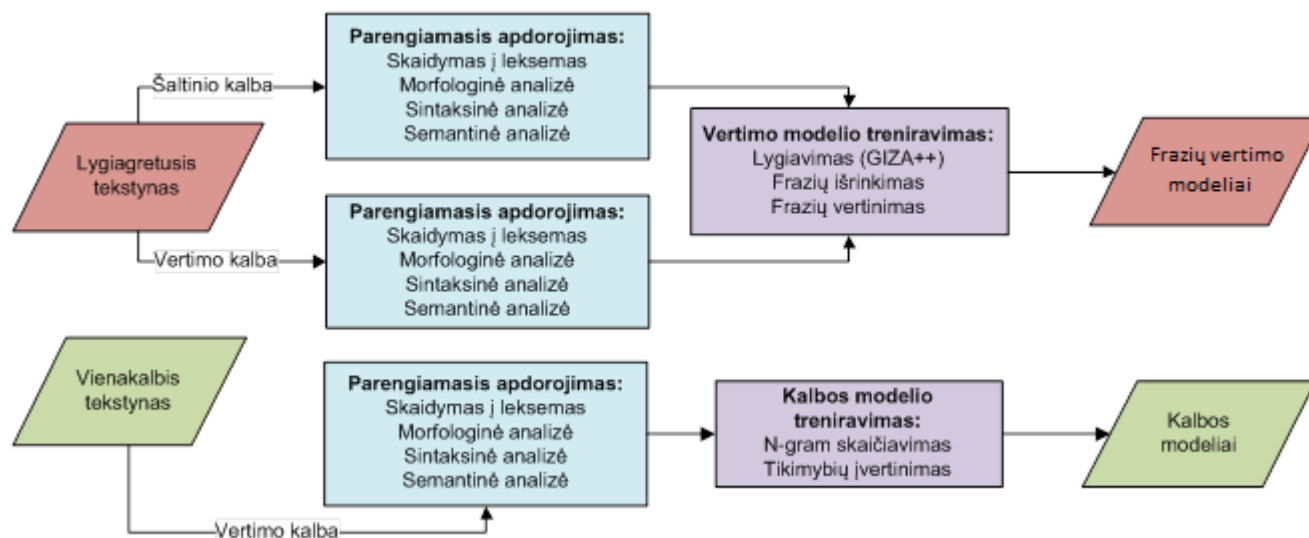 Šaltinio kalba
Lygiagretusis
tekstynas
Vertimo kalba
Parengiamasis apdorojimas:
Skaidymas į leksemas
Morfologinė analizė
Sintaksinė analizė
Semantinė analizė
Parengiamasis apdorojimas:
Skaidymas į leksemas
Morfologinė analizė
Sintaksinė analizė
Semantinė analizė
Vertimo modelio treniravimas:
Lygiavimas (GIZA++)
Frazių išrinkimas
Frazių vertinimas
Frazių vertimo
modeliai
Vienakalbis
tekstynas
Vertimo kalba
Parengiamasis apdorojimas:
Skaidymas į leksemas
Morfologinė analizė
Sintaksinė analizė
Semantinė analizė
Kalbos modelio
treniravimas:
N-gram skaičiavimas
Tikimybių įvertinimas
Kalbos
modeliai